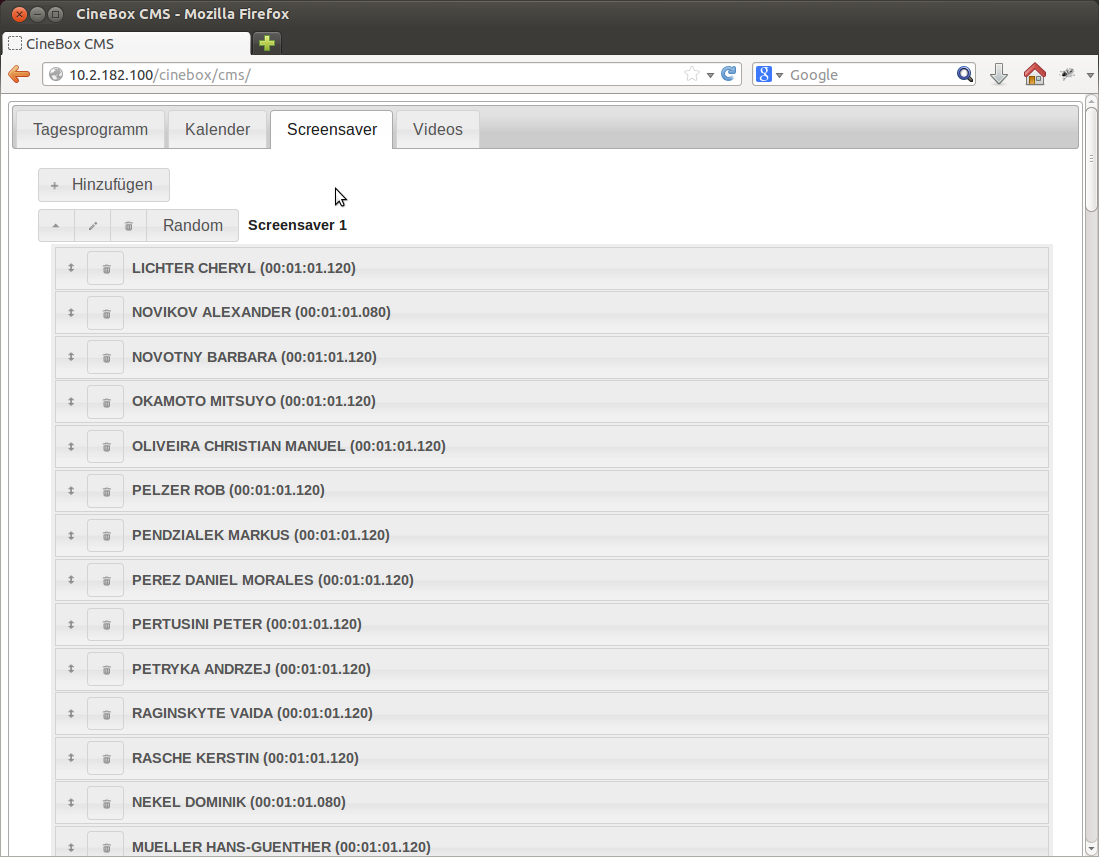 CineBox CMS - Mozilla Firefox
CineBox CMS
10.2.182.100/cinebox/cms/
Google
Tagesprogramm
Kalender
Screensaver
Videos
Hinzufügen
Random
Screensaver 1
LICHTER CHERYL (00:01:01.120)
NOVIKOV ALEXANDER (00:01:01.080)
NOVOTNY BARBARA (00:01:01.120)
OKAMOTO MITSUYO (00:01:01.120)
OLIVEIRA CHRISTIAN MANUEL (00:01:01.120)
PELZER ROB (00:01:01.120)
PENDZIALEK MARKUS (00:01:01.120)
PEREZ DANIEL MORALES (00:01:01.120)
PERTUSINI PETER (00:01:01.120)
PETRYKA ANDRZEJ (00:01:01.120)
RAGINSKYTE VAIDA (00:01:01.120)
RASCHE KERSTIN (00:01:01.120)
NEKEL DOMINIK (00:01:01.080)
MUELLER HANS-GUENTHER (00:01:01.120)